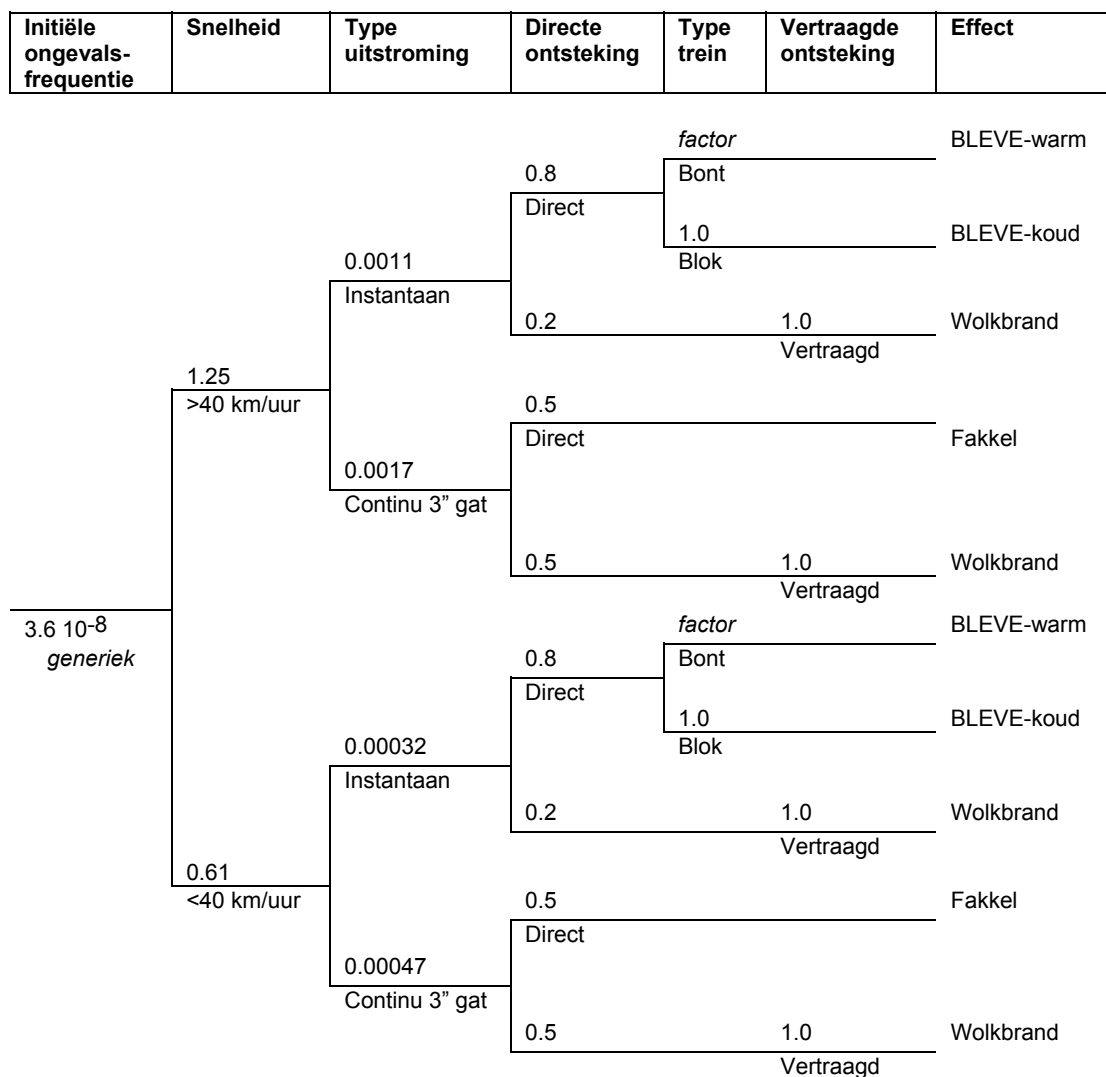 Initiële ongevals-frequentie Snelheid Type uitstroming Directe ontsteking Type trein Vertraagde ontsteking Effect
factor BLEVE-warm
0.8 Bont
Direct
1.0 BLEVE-koud
0.0011 Blok
Instantaan
0.2 1.0 Wolkbrand
Vertraagd
1.25
>40 km/uur 0.5
Direct Fakkel
0.0017
Continu 3” gat
0.5 1.0 Wolkbrand
Vertraagd
3.6 10-8 factor BLEVE-warm
generiek 0.8 Bont
Direct
1.0 BLEVE-koud
0.00032 Blok
Instantaan
0.2 1.0 Wolkbrand
Vertraagd
0.61
<40 km/uur 0.5 Fakkel
Direct
0.00047
Continu 3” gat
0.5 1.0 Wolkbrand
Vertraagd